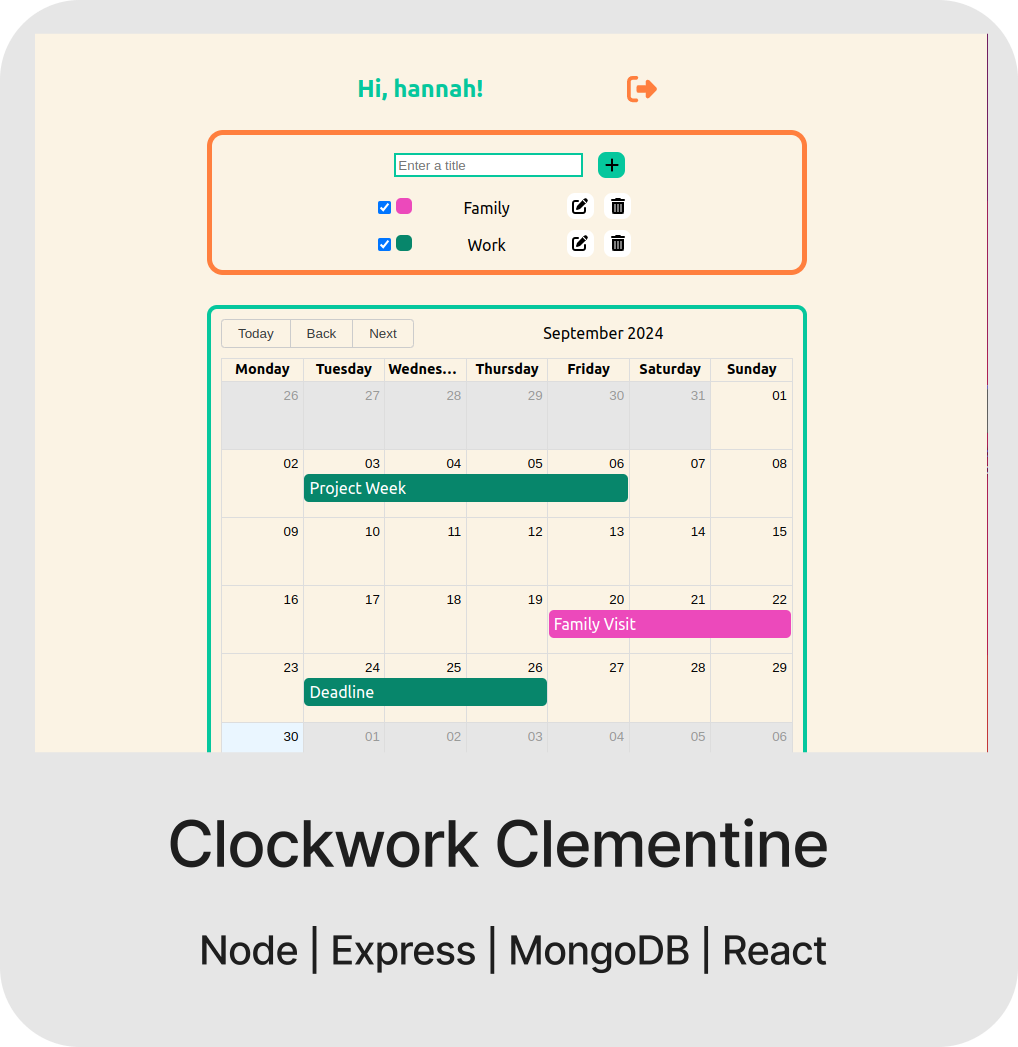 Hi, hannah!
Enter a title
Family
Work
Today Back Next September 2024
Monday Tuesday Wednes... Thursday Friday Saturday Sunday
26 27 28 29 30 31 01
02 03 04 05 06 07 08
Project Week
09 10 11 12 13 14 15
16 17 18 19 20 21 22
Family Visit
23 24 25 26 27 28 29
Deadline
30 01 02 03 04 05 06
Clockwork Clementine
Node | Express | MongoDB | React